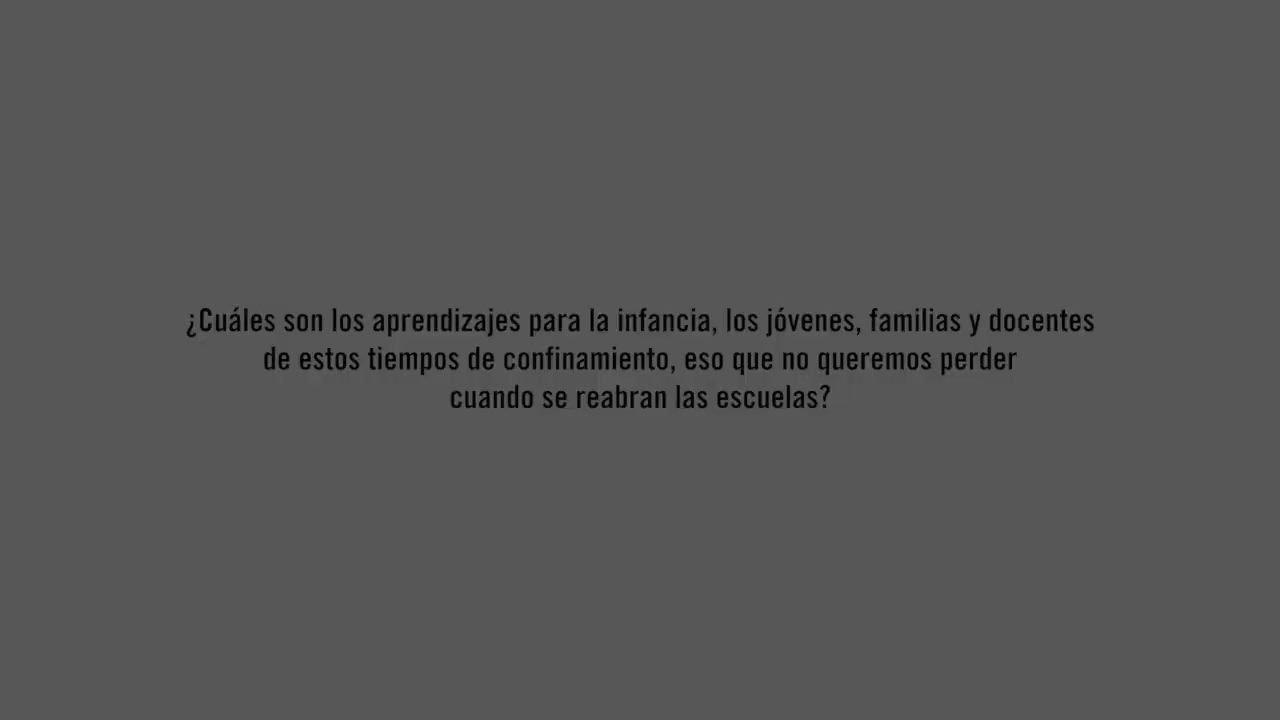 ¿Cuáles son los aprendizajes para la infancia, los jóvenes, familias y docentes
de estos tiempos de confinamiento, eso que no queremos perder
cuando se reabran las escuelas?